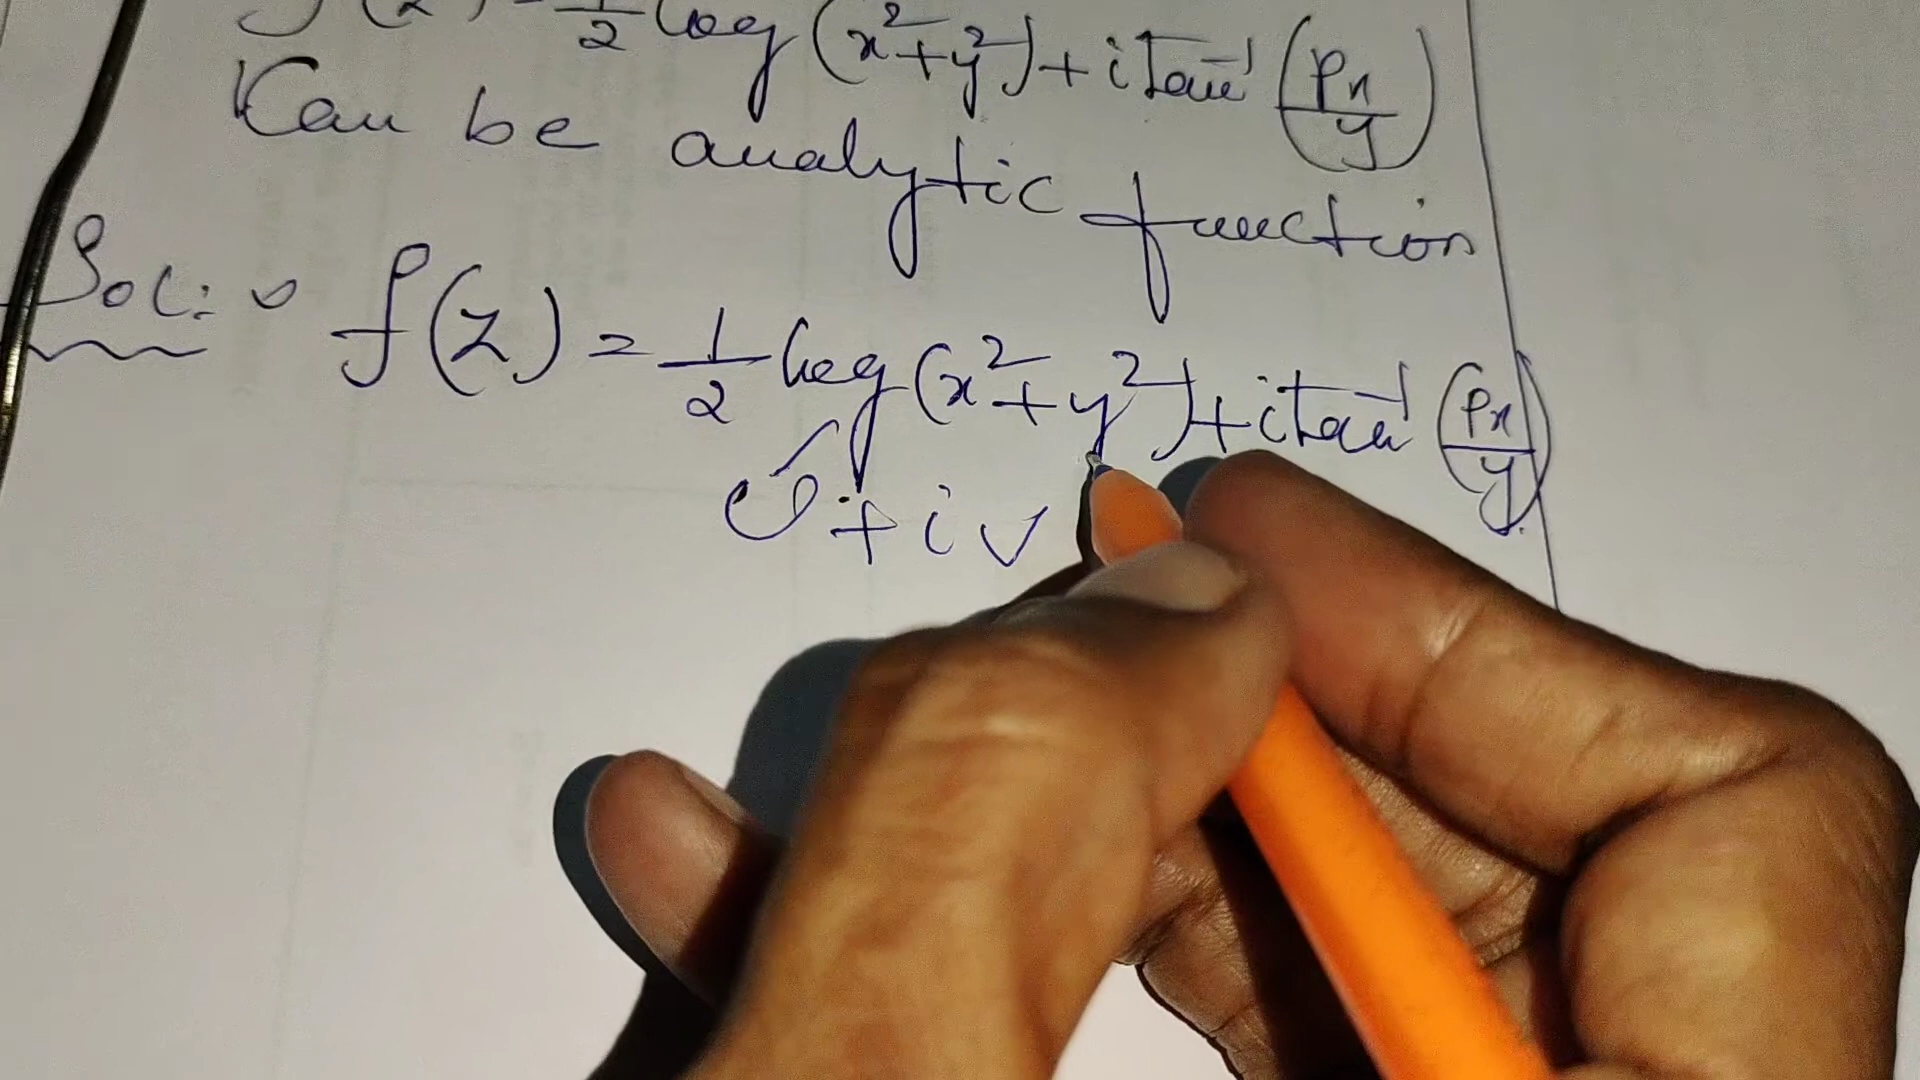 f(z) = 1/2 log(x²+y²)+i tan⁻¹(px/y)
Can be analytic function
Sol:- f(z) = 1/2 log(x²+y²)+i tan⁻¹(px/y)
U+iv